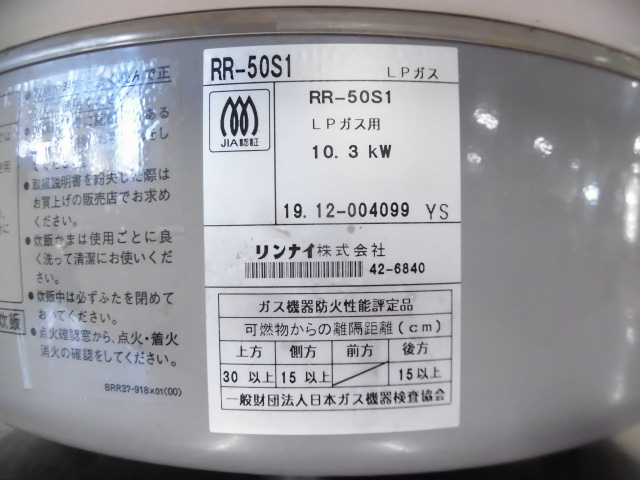 RR-50S1 LPガス
JIA認証
RR-50S1
LPガス用
10.3 kW
19.12-004099 YS
リンナイ株式会社
42-6840
ガス機器防火性能評定品
可燃物からの離隔距離(cm)
上方 側方 前方 後方
30以上 15以上 15以上
一般財団法人日本ガス機器検査協会
●取扱説明書を紛失した際は
お買上げの販売店でお求め
ください。
●炊飯かまは使用ごとに良
く洗って清潔にお使いくだ
さい。
●炊飯中は必ずふたを閉めて
おいてください。
●点火確認窓から、点火・着火
消火の確認をしてください。
BRR37-918×01(00)
炊飯